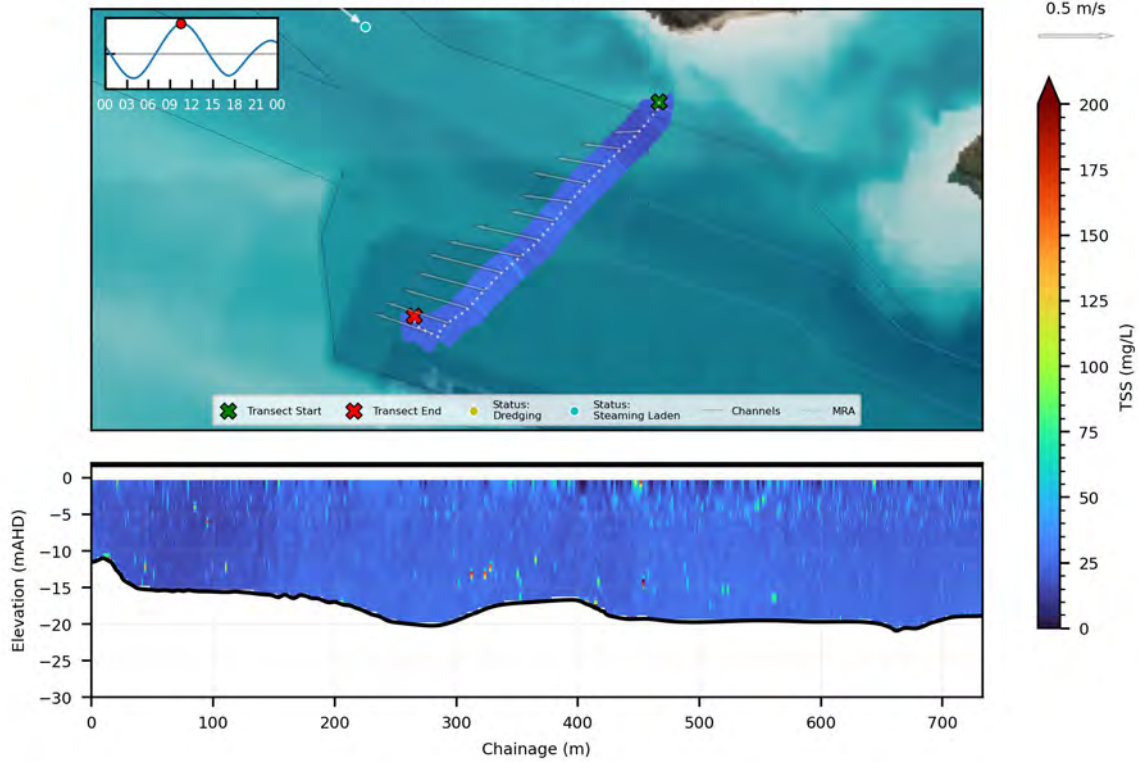 0.5 m/s
00 03 06 09 12 15 18 21 00
Transect Start
Transect End
Status:
Dredging
Status:
Steaming Laden
Channels
MRA
200
175
150
125
100
75
50
25
0
TSS (mg/L)
0
−5
−10
−15
−20
−25
−30
Elevation (mAHD)
0 100 200 300 400 500 600 700
Chainage (m)